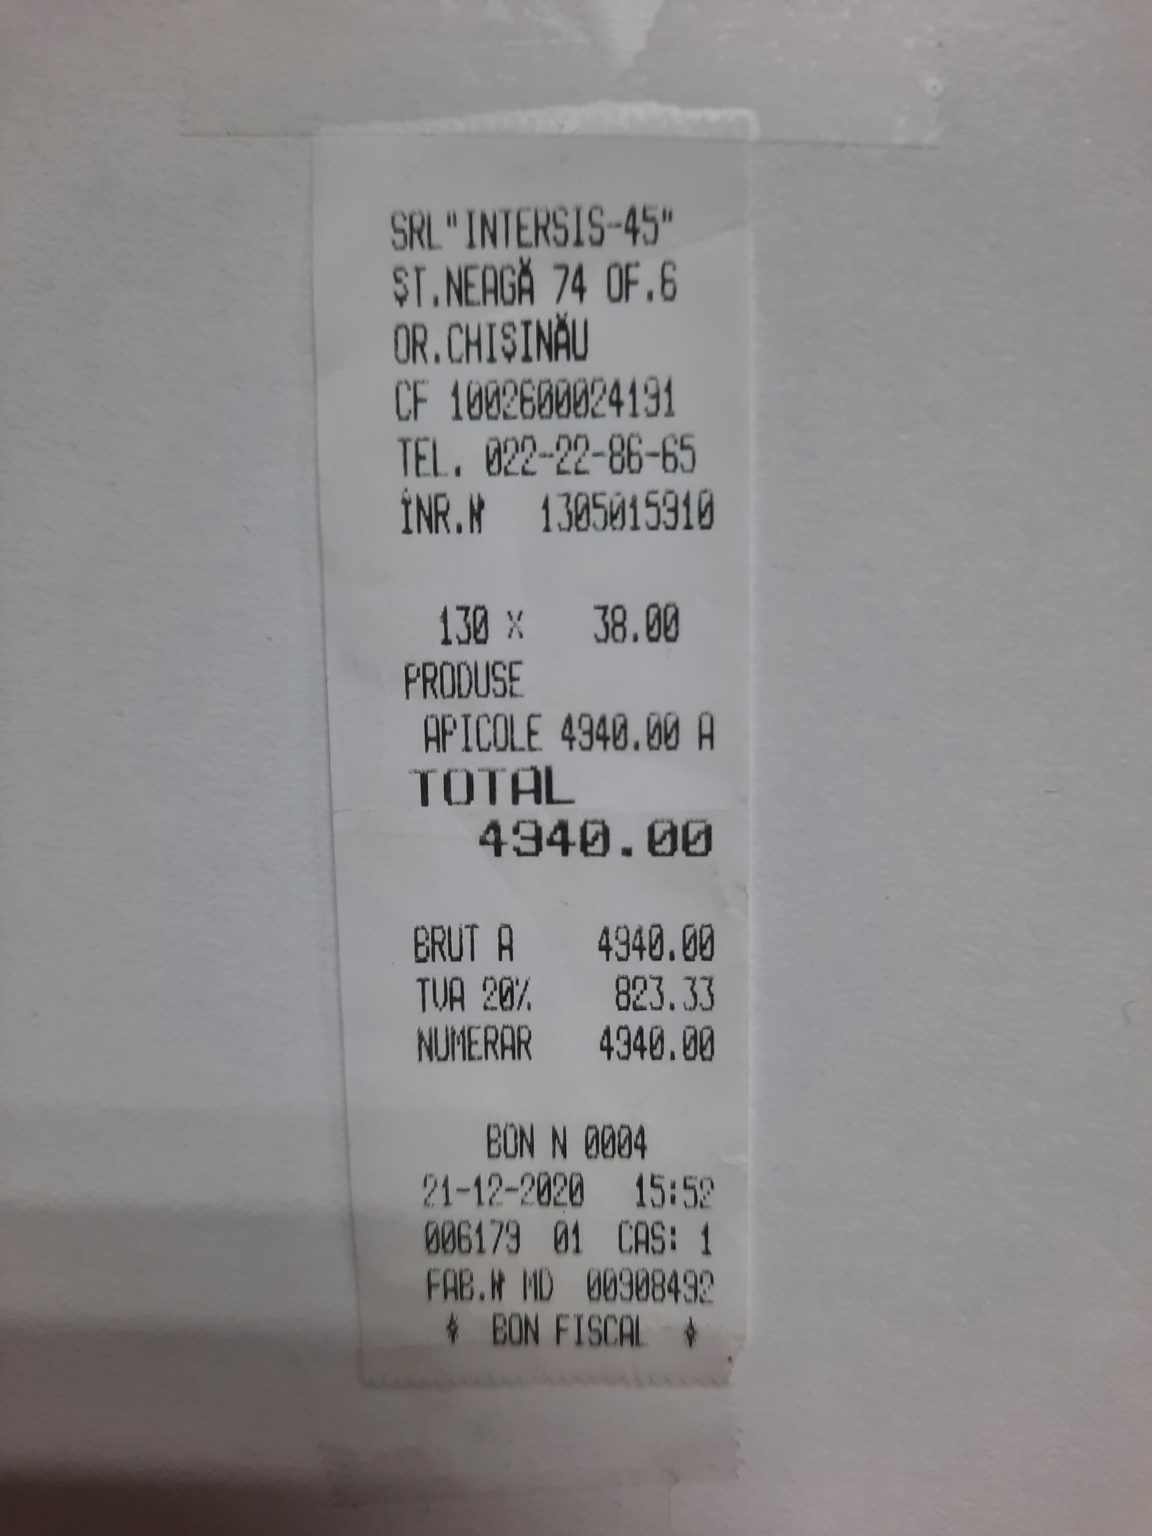 SRL"INTERSIS-45"
ȘT.NEAGĂ 74 OF.6
OR.CHIȘINĂU
CF 1002600024191
TEL. 022-22-86-65
ÎNR.№ 1305015910
130 X 38.00
PRODUSE
APICOLE 4940.00 A
TOTAL
4940.00
BRUT A 4940.00
TVA 20% 823.33
NUMERAR 4940.00
BON N 0004
21-12-2020 15:52
006179 01 CAS: 1
FAB.№ MD 00908492
* BON FISCAL *